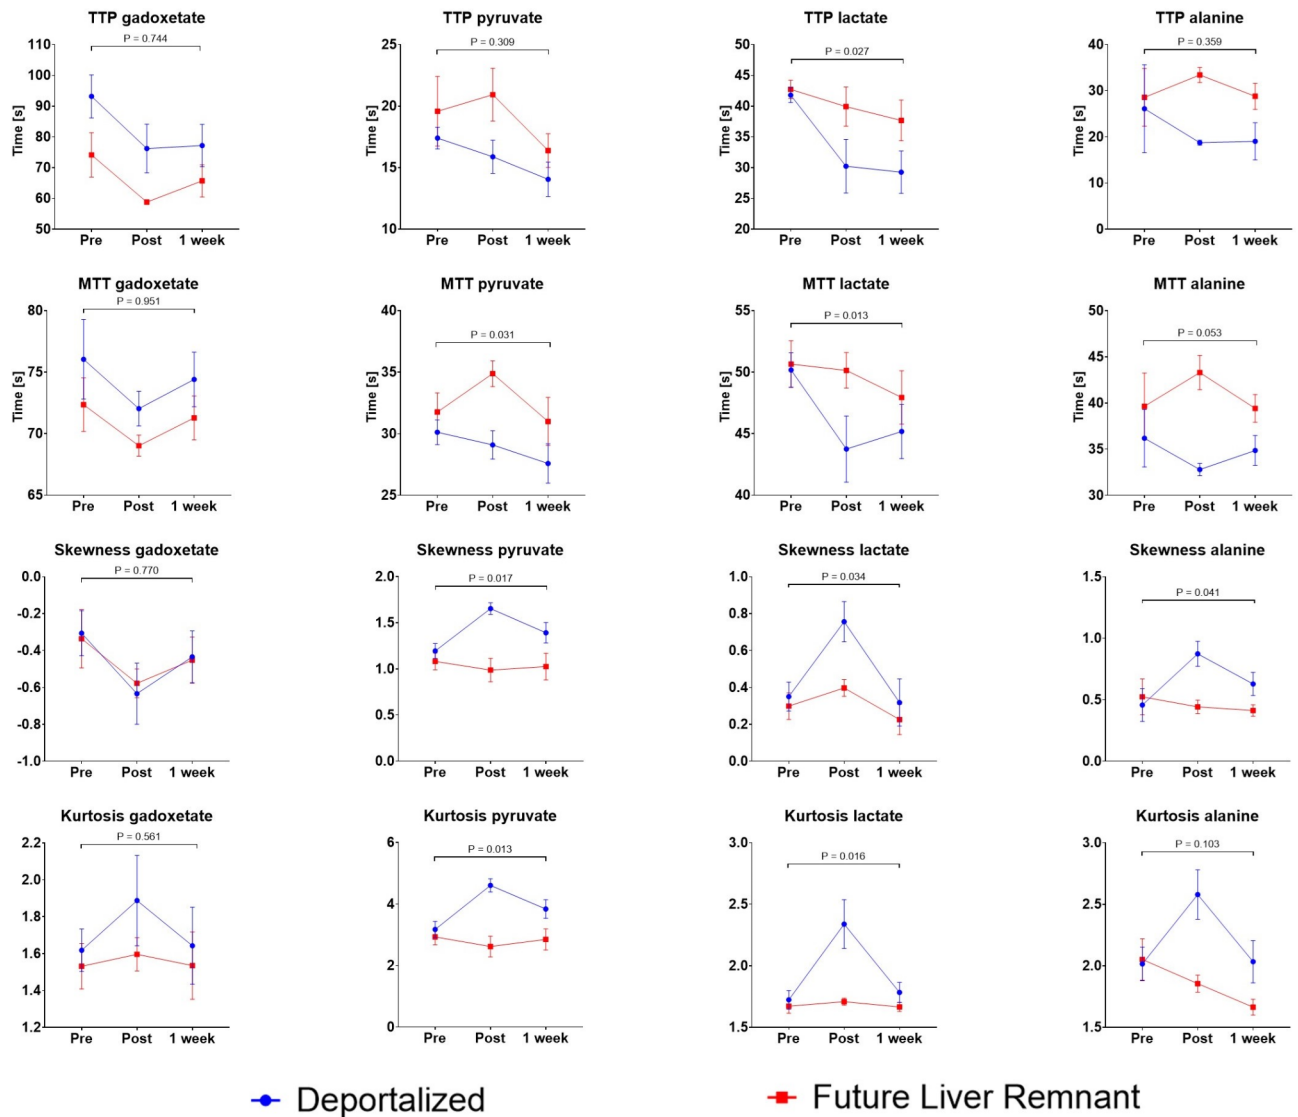 TTP gadoxetate
P = 0.744
Time [s]
110
100
90
80
70
60
50
Pre Post 1 week
TTP pyruvate
P = 0.309
Time [s]
25
20
15
10
Pre Post 1 week
TTP lactate
P = 0.027
Time [s]
50
45
40
35
30
25
20
Pre Post 1 week
TTP alanine
P = 0.359
Time [s]
40
30
20
10
0
Pre Post 1 week
MTT gadoxetate
P = 0.951
Time [s]
80
75
70
65
Pre Post 1 week
MTT pyruvate
P = 0.031
Time [s]
40
35
30
25
Pre Post 1 week
MTT lactate
P = 0.013
Time [s]
55
50
45
40
Pre Post 1 week
MTT alanine
P = 0.053
Time [s]
50
45
40
35
30
Pre Post 1 week
Skewness gadoxetate
P = 0.770
0.0
-0.2
-0.4
-0.6
-0.8
-1.0
Pre Post 1 week
Skewness pyruvate
P = 0.017
2.0
1.5
1.0
0.5
0.0
Pre Post 1 week
Skewness lactate
P = 0.034
1.0
0.8
0.6
0.4
0.2
0.0
Pre Post 1 week
Skewness alanine
P = 0.041
1.5
1.0
0.5
0.0
Pre Post 1 week
Kurtosis gadoxetate
P = 0.561
2.2
2.0
1.8
1.6
1.4
1.2
Pre Post 1 week
Kurtosis pyruvate
P = 0.013
6
4
2
0
Pre Post 1 week
Kurtosis lactate
P = 0.016
3.0
2.5
2.0
1.5
Pre Post 1 week
Kurtosis alanine
P = 0.103
3.0
2.5
2.0
1.5
Pre Post 1 week
Deportalized
Future Liver Remnant